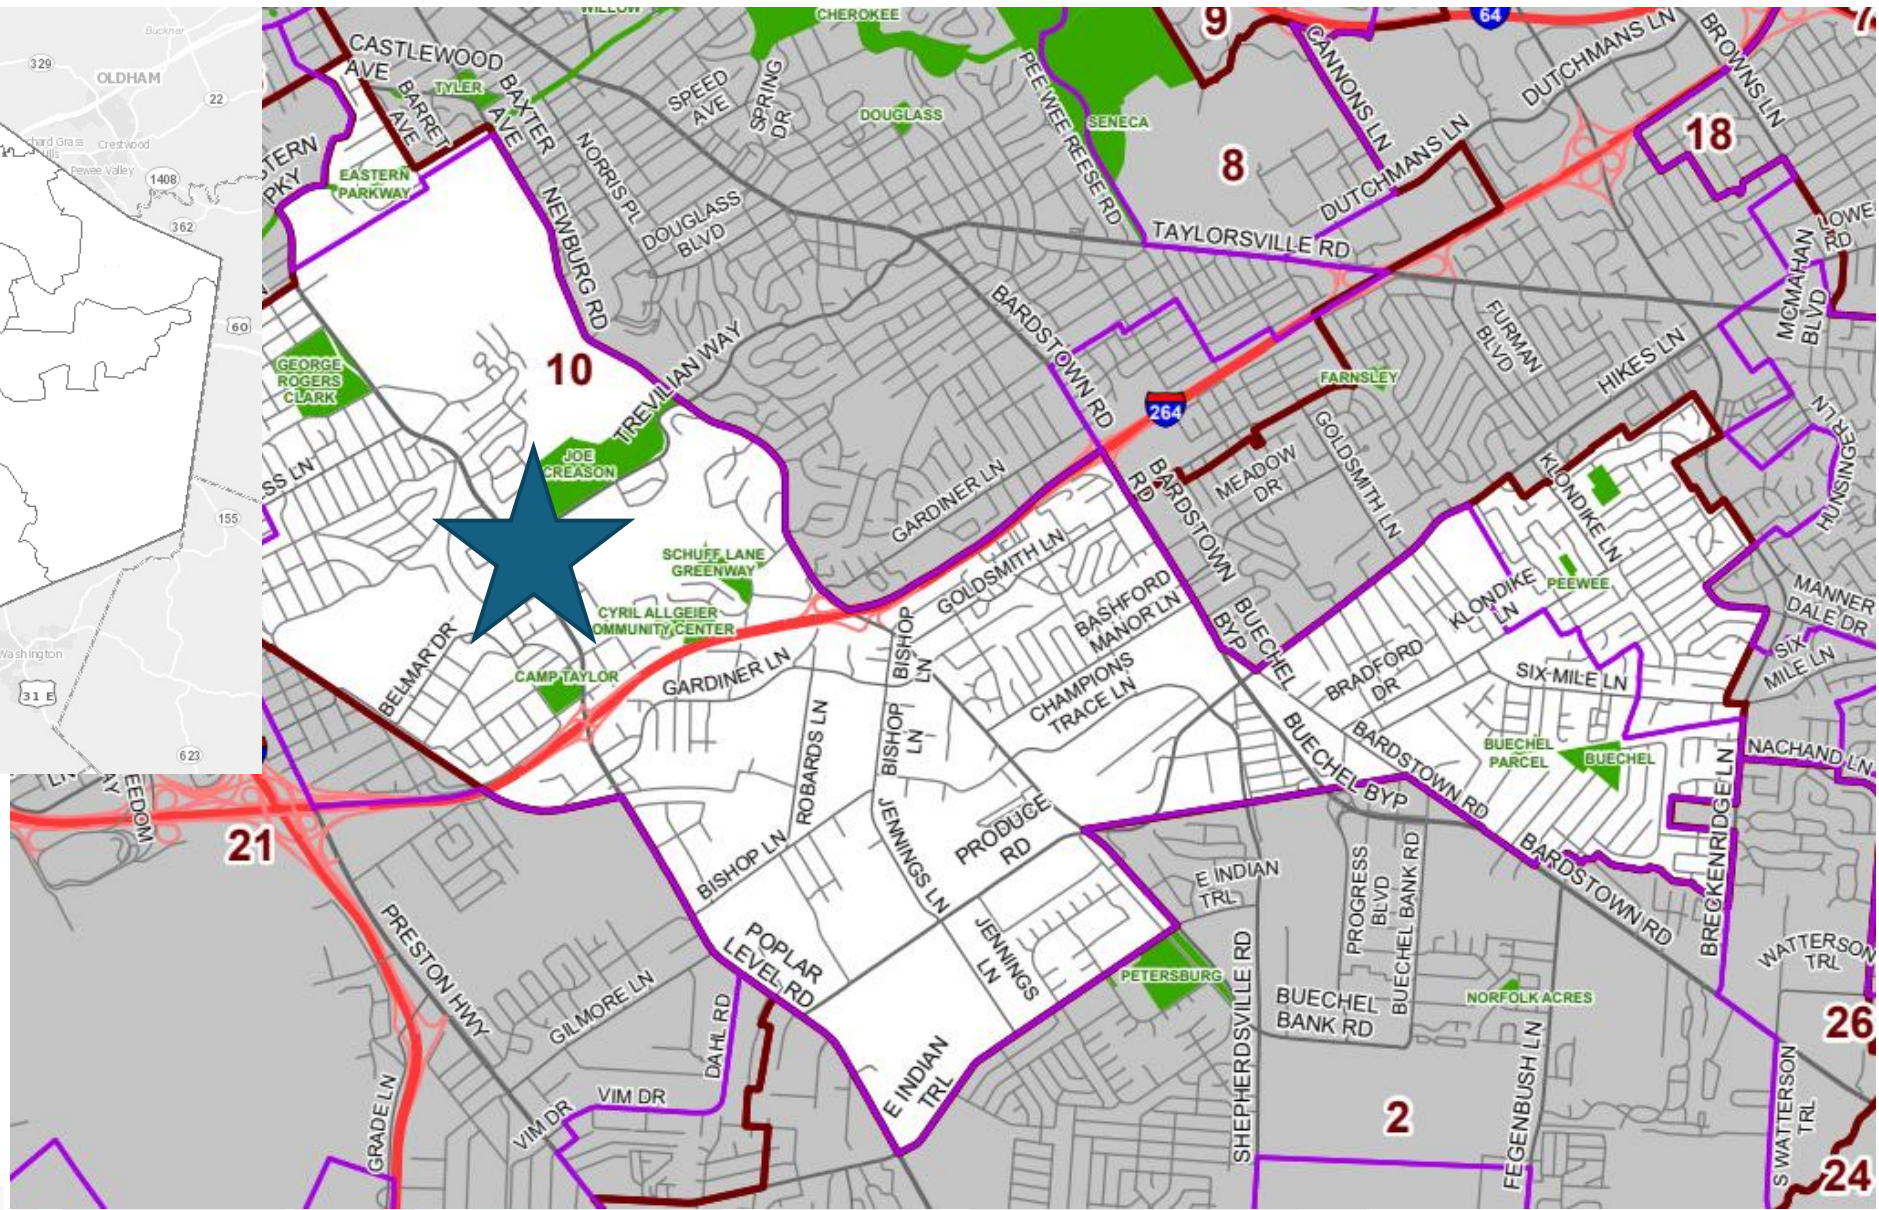 Buckner
329
OLDHAM
22
Crestwood
Pewee Valley
1408
362
60
155
Washington
31 E
623
WILLOW
CHEROKEE
9
64
CASTLEWOOD
AVE
TYLER
BARRET
AVE
BAXTER
AVE
SPEED
AVE
SPRING
DR
DOUGLASS
PEE WEE REESE RD
SENECA
CANNONS LN
DUTCHMANS LN
DUTCHMANS LN
BROWNS LN
18
8
PKY
EASTERN
PARKWAY
NORRIS PL
DOUGLASS
BLVD
NEWBURG RD
TAYLORSVILLE RD
RD
MCMAHAN
BLVD
GEORGE
ROGERS
CLARK
10
TREVILIAN WAY
BARDSTOWN RD
264
FURMAN
BLVD
HIKES LN
FARNSLEY
GOLDSMITH LN
HUNSINGER LN
JOE
CREASON
GARDINER LN
MEADOW
DR
BARDSTOWN
RD
KLONDIKE LN
SCHUFF LANE
GREENWAY
GOLDSMITH LN
BASHFORD
MANOR LN
PEEWEE
KLONDIKE
LN
MANNER
DALE DR
CYRIL ALLGEIER
OMMUNITY CENTER
BISHOP
LN
BUECHEL
BYP
SIX
MILE LN
BELMAR DR
CAMP TAYLOR
GARDINER LN
CHAMPIONS
TRACE LN
BRADFORD
DR
SIX MILE LN
ROBARDS LN
BISHOP
LN
BUECHEL BYP
BARDSTOWN RD
BUECHEL
PARCEL
BUECHEL
NACHAND LN
21
BISHOP LN
JENNINGS LN
PRODUCE
RD
BRECKENRIDGE LN
E INDIAN
TRL
PROGRESS
BLVD
BUECHEL BANK RD
BARDSTOWN RD
PRESTON HWY
POPLAR
LEVEL RD
JENNINGS
LN
PETERSBURG
WATTERSON
TRL
GILMORE LN
DAHL RD
SHEPHERDSVILLE RD
BUECHEL
BANK RD
NORFOLK ACRES
26
GRADE LN
VIM DR
VIM DR
E INDIAN
TRL
2
FEGENBUSH LN
S WATTERSON
TRL
24